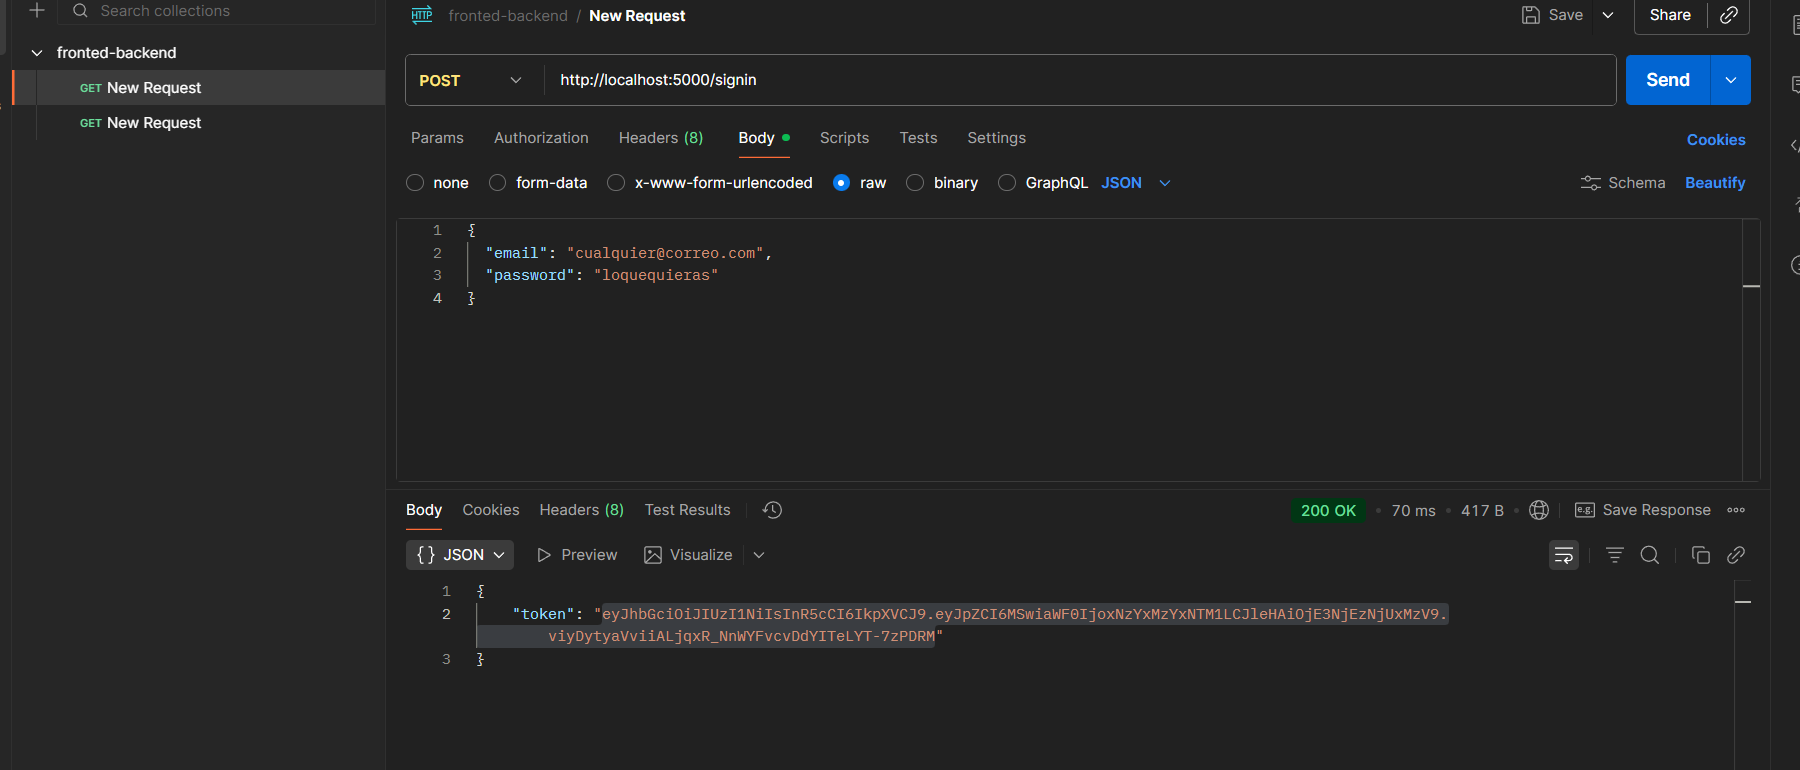 HTTP fronted-backend / New Request
Save
Share
Search collections
fronted-backend
GET New Request
GET New Request
POST
http://localhost:5000/signin
Send
Params Authorization Headers (8) Body Scripts Tests Settings
Cookies
none form-data x-www-form-urlencoded raw binary GraphQL JSON
Schema Beautify
1 {
2 "email": "cualquier@correo.com",
3 "password": "loquequieras"
4 }
Body Cookies Headers (8) Test Results
200 OK • 70 ms • 417 B •
e.g. Save Response
{} JSON Preview Visualize
1 {
2 "token": "eyJhbGciOiJIUzI1NiIsInR5cCI6IkpXVCJ9.eyJpZCI6MSwiaWF0IjoxNzYxMzYxNTM1LCJleHAiOjE3NjEzNjUxMzV9.
viyDytyaVviiALjqxR_NnWYFvcvDdYITeLYT-7zPDRM"
3 }